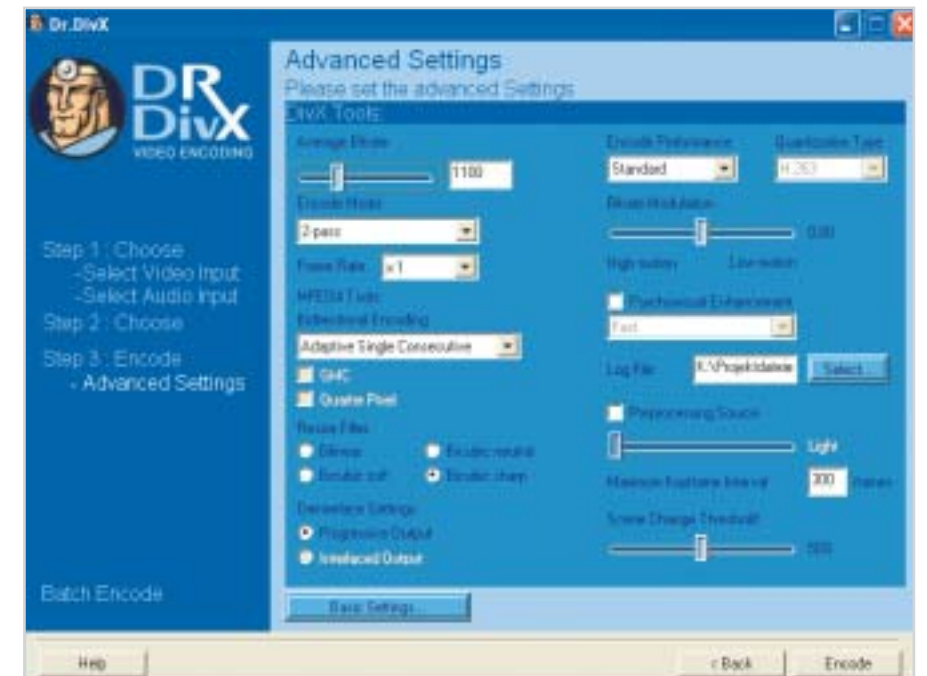 Dr.DivX
DR
DivX
VIDEO ENCODING
Step 1 : Choose
-Select Video Input
-Select Audio Input
Step 2 : Choose
Step 3 : Encode
- Advanced Settings
Batch Encode
Advanced Settings
Please set the advanced Settings
DivX Tools:
Average Bitrate
1100
Encode Mode
2-pass
Frame Rate x1
MPEG4 Tools
Bidirectional Encoding
Adaptive Single Consecutive
GMC
Quarter Pixel
Resize Filter
Bilinear
Bicubic neutral
Bicubic soft
Bicubic sharp
Deinterlace Settings
Progressive Output
Interlaced Output
Basic Settings...
Encode Performance
Standard
Quantization Type
H.263
Bitrate Modulation
0.00
High motion
Low motion
Psychovisual Enhancement
Fast
Log File
Select...
Preprocessing Source
Light
Maximum Keyframe Interval
300 frames
Scene Change Threshold
Help
< Back
Encode